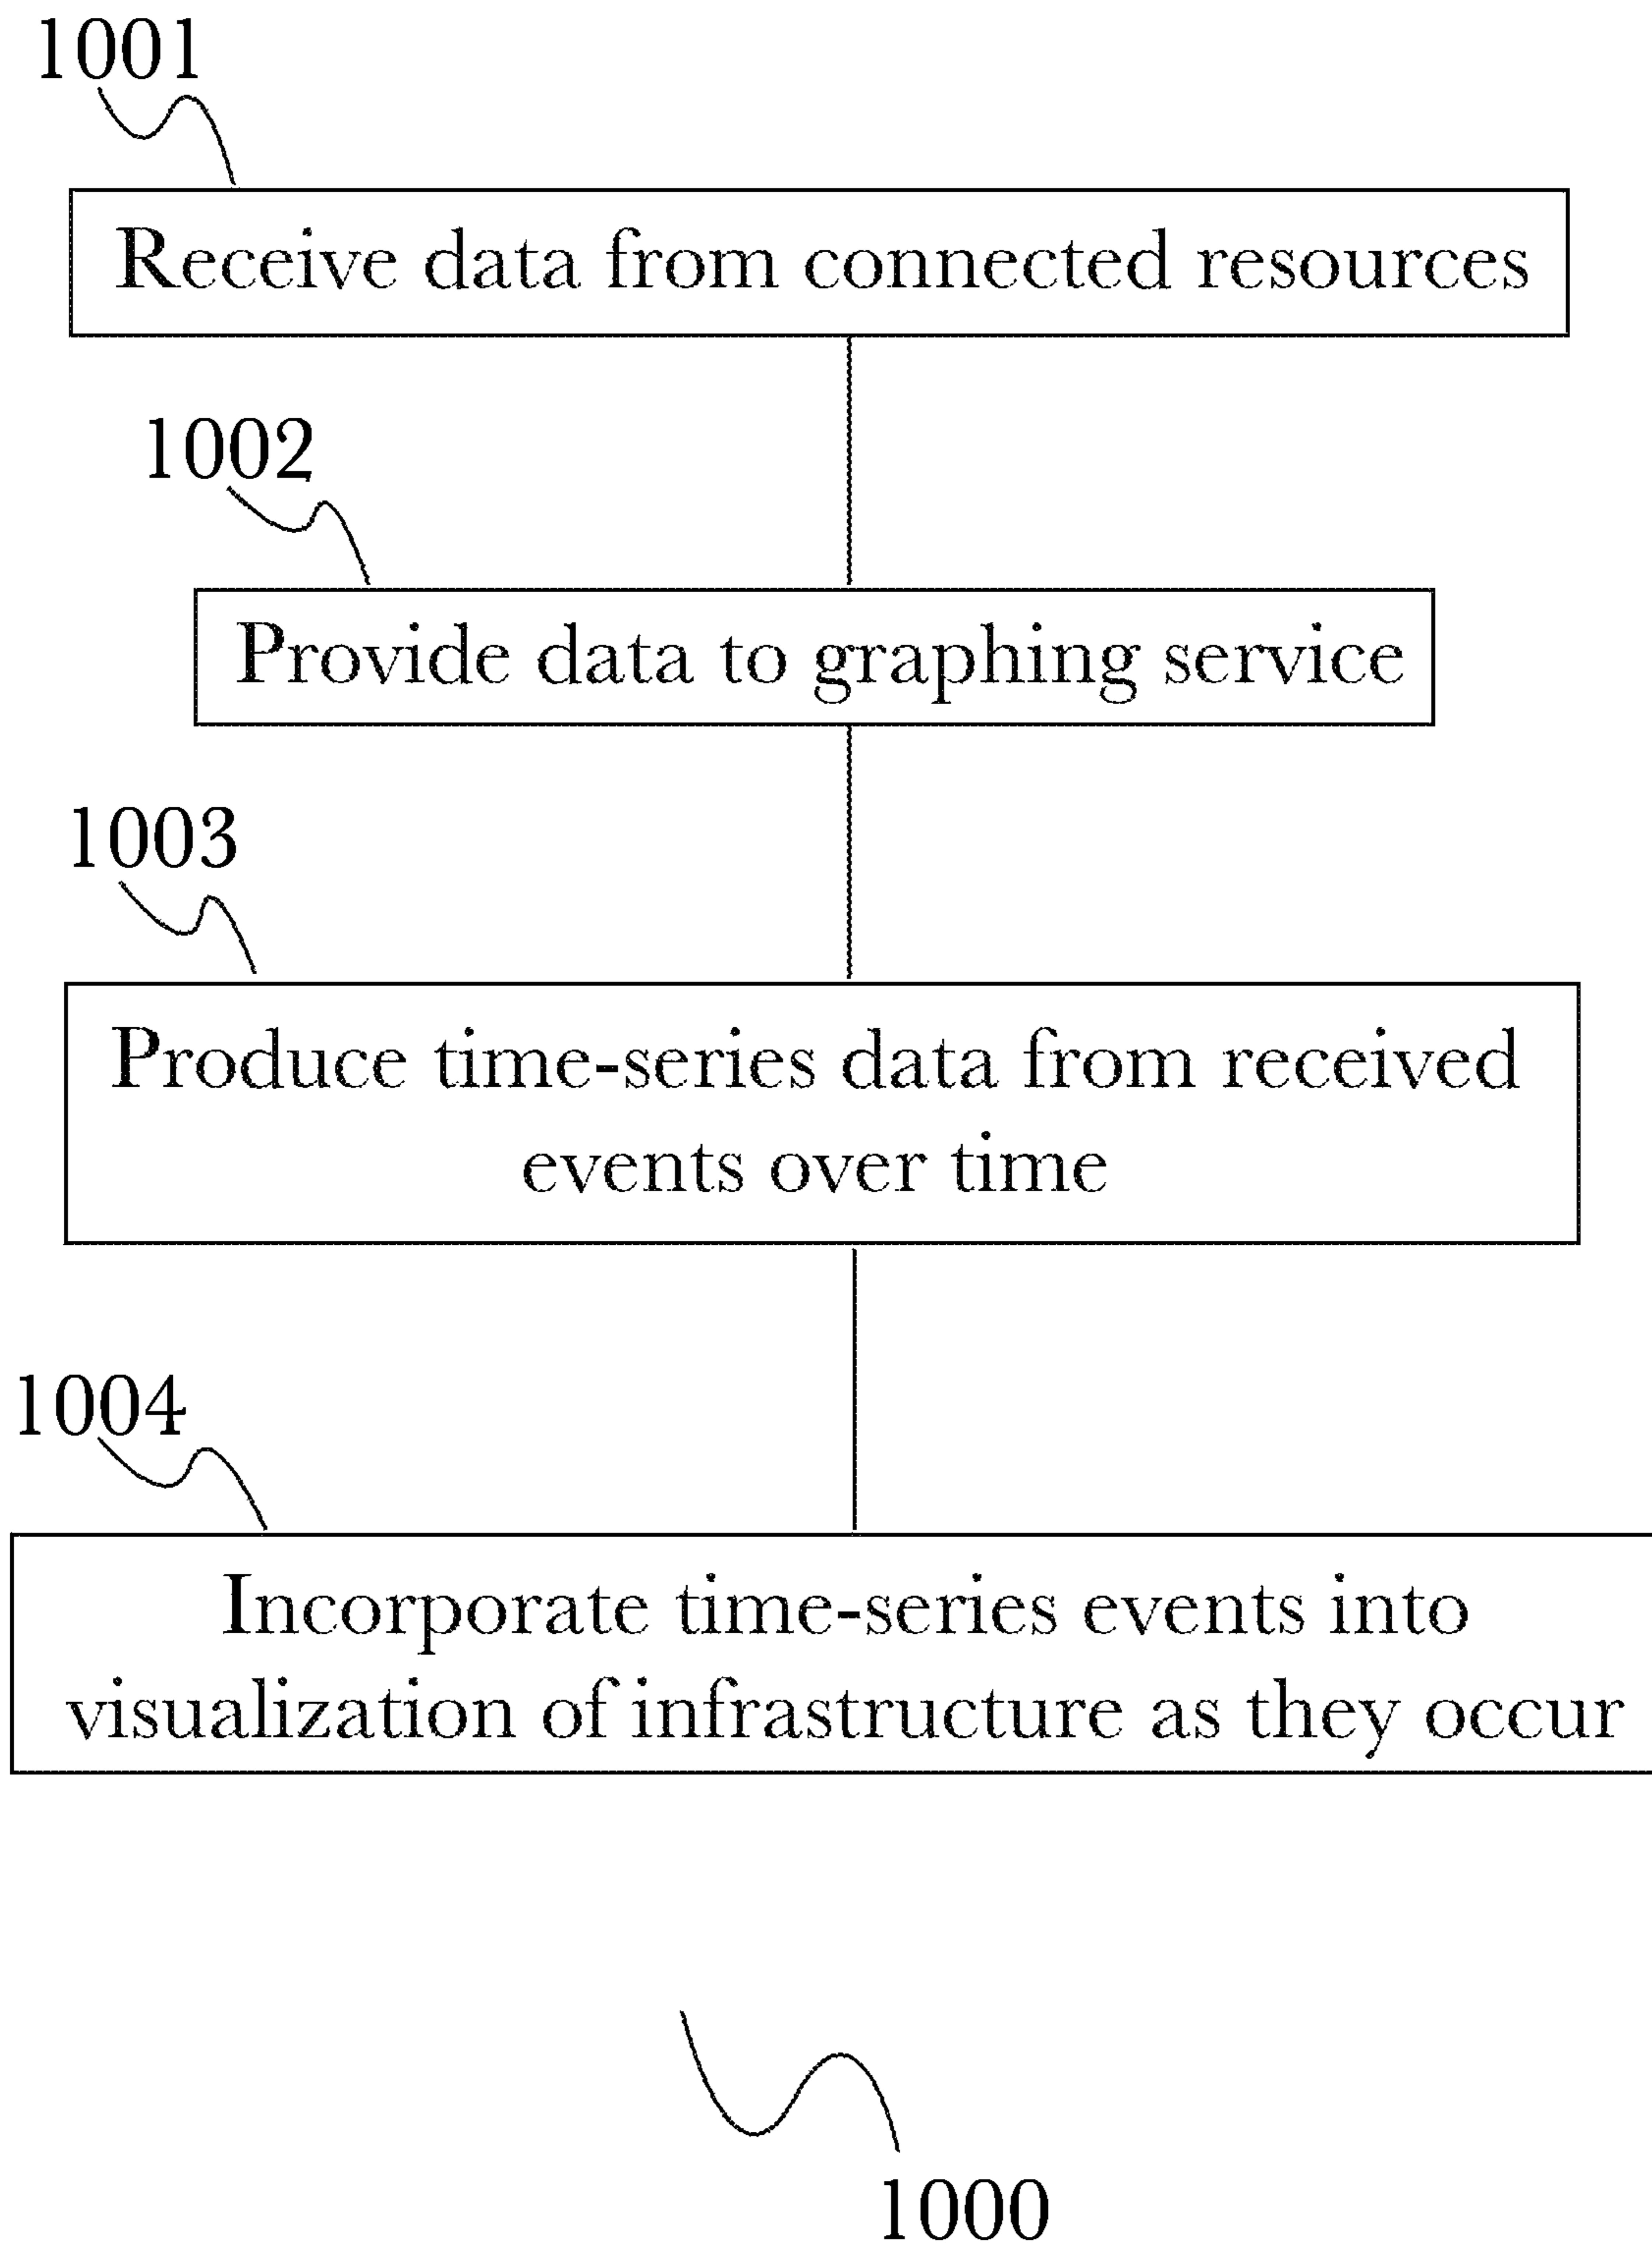 1001
Receive data from connected resources
1002
Provide data to graphing service
1003
Produce time-series data from received
events over time
1004
Incorporate time-series events into
visualization of infrastructure as they occur
1000